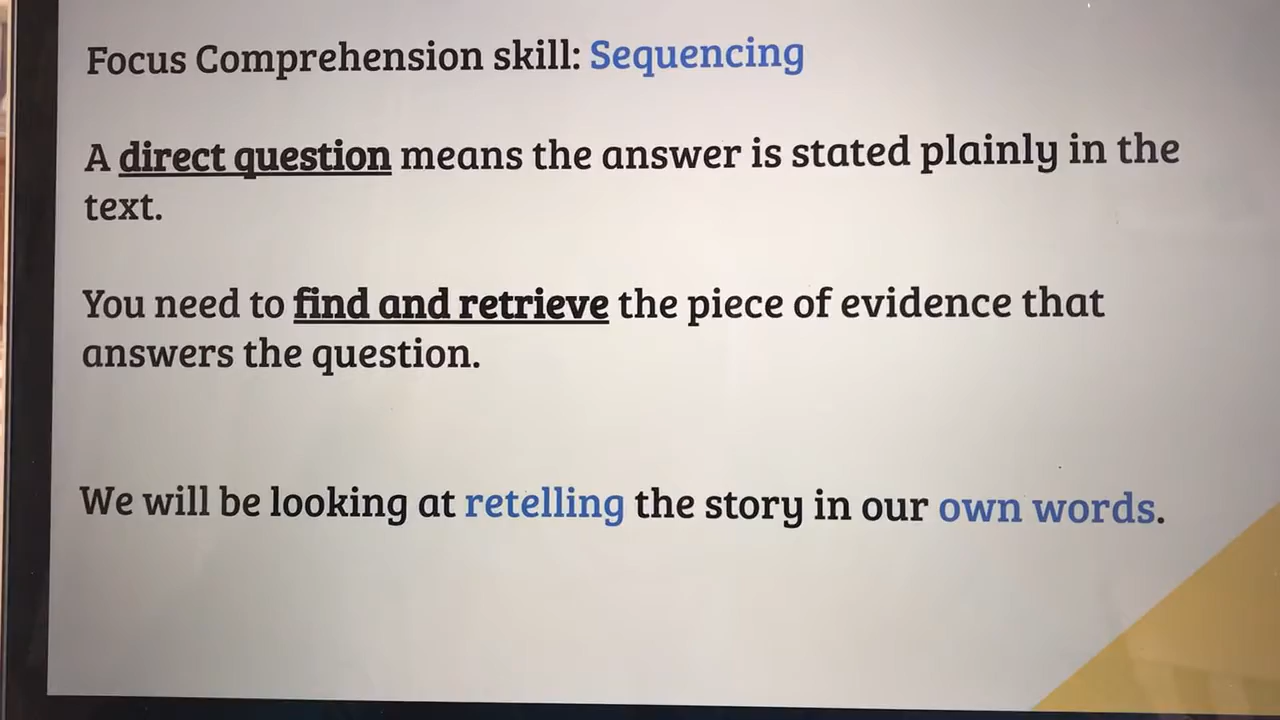 Focus Comprehension skill: Sequencing
A direct question means the answer is stated plainly in the
text.
You need to find and retrieve the piece of evidence that
answers the question.
We will be looking at retelling the story in our own words.